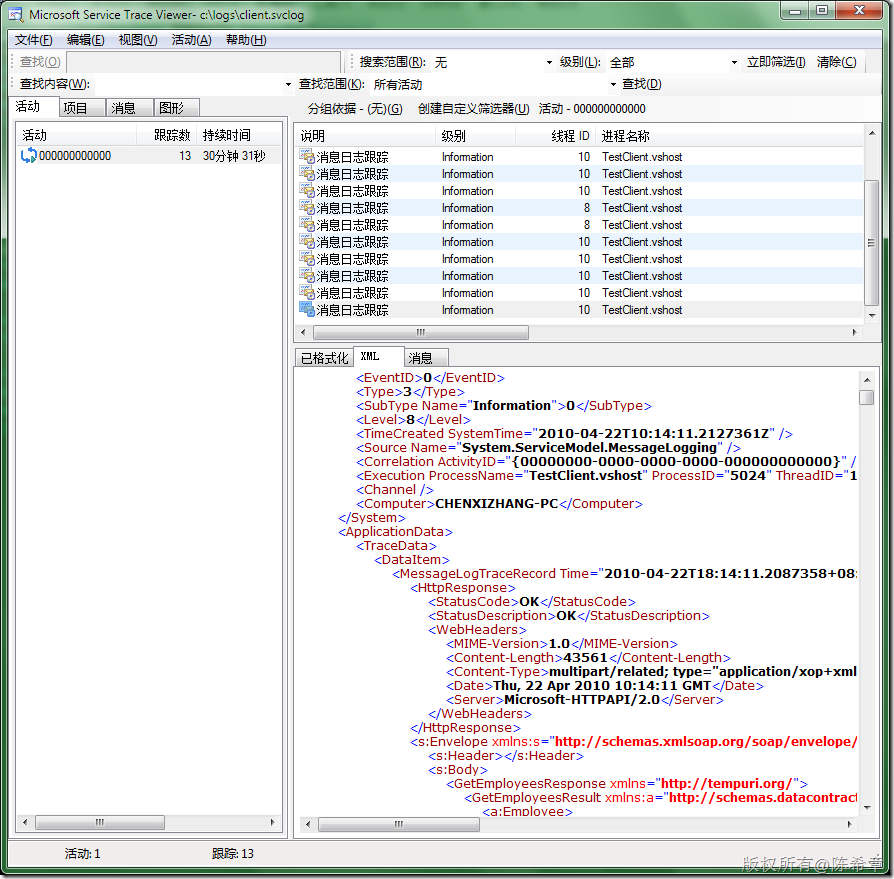 Microsoft Service Trace Viewer- c:\logs\client.svclog
文件(F) 编辑(E) 视图(V) 活动(A) 帮助(H)
查找(O) 搜索范围(R): 无 级别(L): 全部 立即筛选(I) 清除(C)
查找内容(W): 查找范围(K): 所有活动 查找(D)
活动 项目 消息 图形
分组依据 - (无)(G) 创建自定义筛选器(U) 活动 - 000000000000
活动 跟踪数 持续时间
000000000000 13 30分钟 31秒
说明 级别 线程 ID 进程名称
消息日志跟踪 Information 10 TestClient.vshost
消息日志跟踪 Information 10 TestClient.vshost
消息日志跟踪 Information 10 TestClient.vshost
消息日志跟踪 Information 8 TestClient.vshost
消息日志跟踪 Information 8 TestClient.vshost
消息日志跟踪 Information 10 TestClient.vshost
消息日志跟踪 Information 10 TestClient.vshost
消息日志跟踪 Information 10 TestClient.vshost
消息日志跟踪 Information 10 TestClient.vshost
消息日志跟踪 Information 10 TestClient.vshost
已格式化 XML 消息
<EventID>0</EventID>
<Type>3</Type>
<SubType Name="Information">0</SubType>
<Level>8</Level>
<TimeCreated SystemTime="2010-04-22T10:14:11.2127361Z" />
<Source Name="System.ServiceModel.MessageLogging" />
<Correlation ActivityID="{00000000-0000-0000-0000-000000000000}" /
<Execution ProcessName="TestClient.vshost" ProcessID="5024" ThreadID="1
<Channel />
<Computer>CHENXIZHANG-PC</Computer>
</System>
<ApplicationData>
<TraceData>
<DataItem>
<MessageLogTraceRecord Time="2010-04-22T18:14:11.2087358+08:
<HttpResponse>
<StatusCode>OK</StatusCode>
<StatusDescription>OK</StatusDescription>
<WebHeaders>
<MIME-Version>1.0</MIME-Version>
<Content-Length>43561</Content-Length>
<Content-Type>multipart/related; type="application/xop+xml
<Date>Thu, 22 Apr 2010 10:14:11 GMT</Date>
<Server>Microsoft-HTTPAPI/2.0</Server>
</WebHeaders>
</HttpResponse>
<s:Envelope xmlns:s="http://schemas.xmlsoap.org/soap/envelope/
<s:Header></s:Header>
<s:Body>
<GetEmployeesResponse xmlns="http://tempuri.org/">
<GetEmployeesResult xmlns:a="http://schemas.datacontract
<a:Employee>
活动: 1 跟踪: 13
版权所有@陈希章